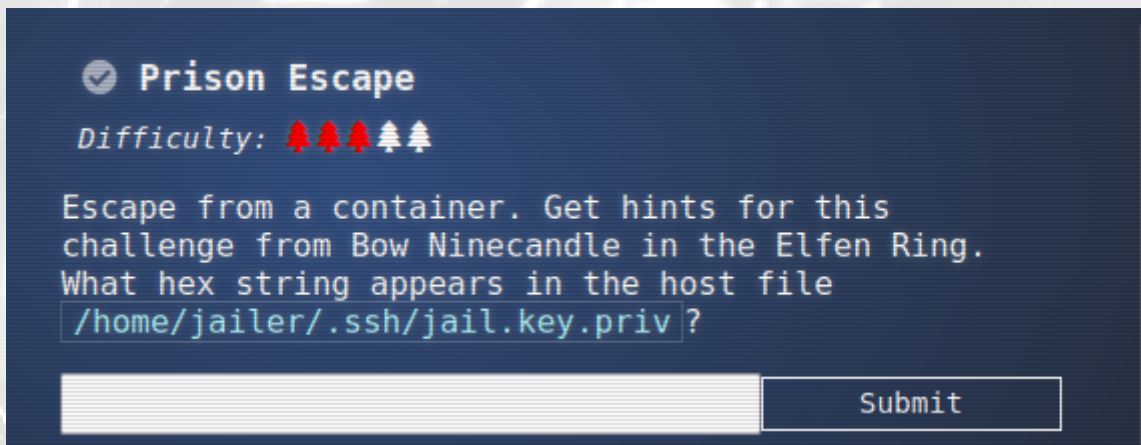 Prison Escape
Difficulty:
Escape from a container. Get hints for this
challenge from Bow Ninecandle in the Elfen Ring.
What hex string appears in the host file
/home/jailer/.ssh/jail.key.priv?
Submit